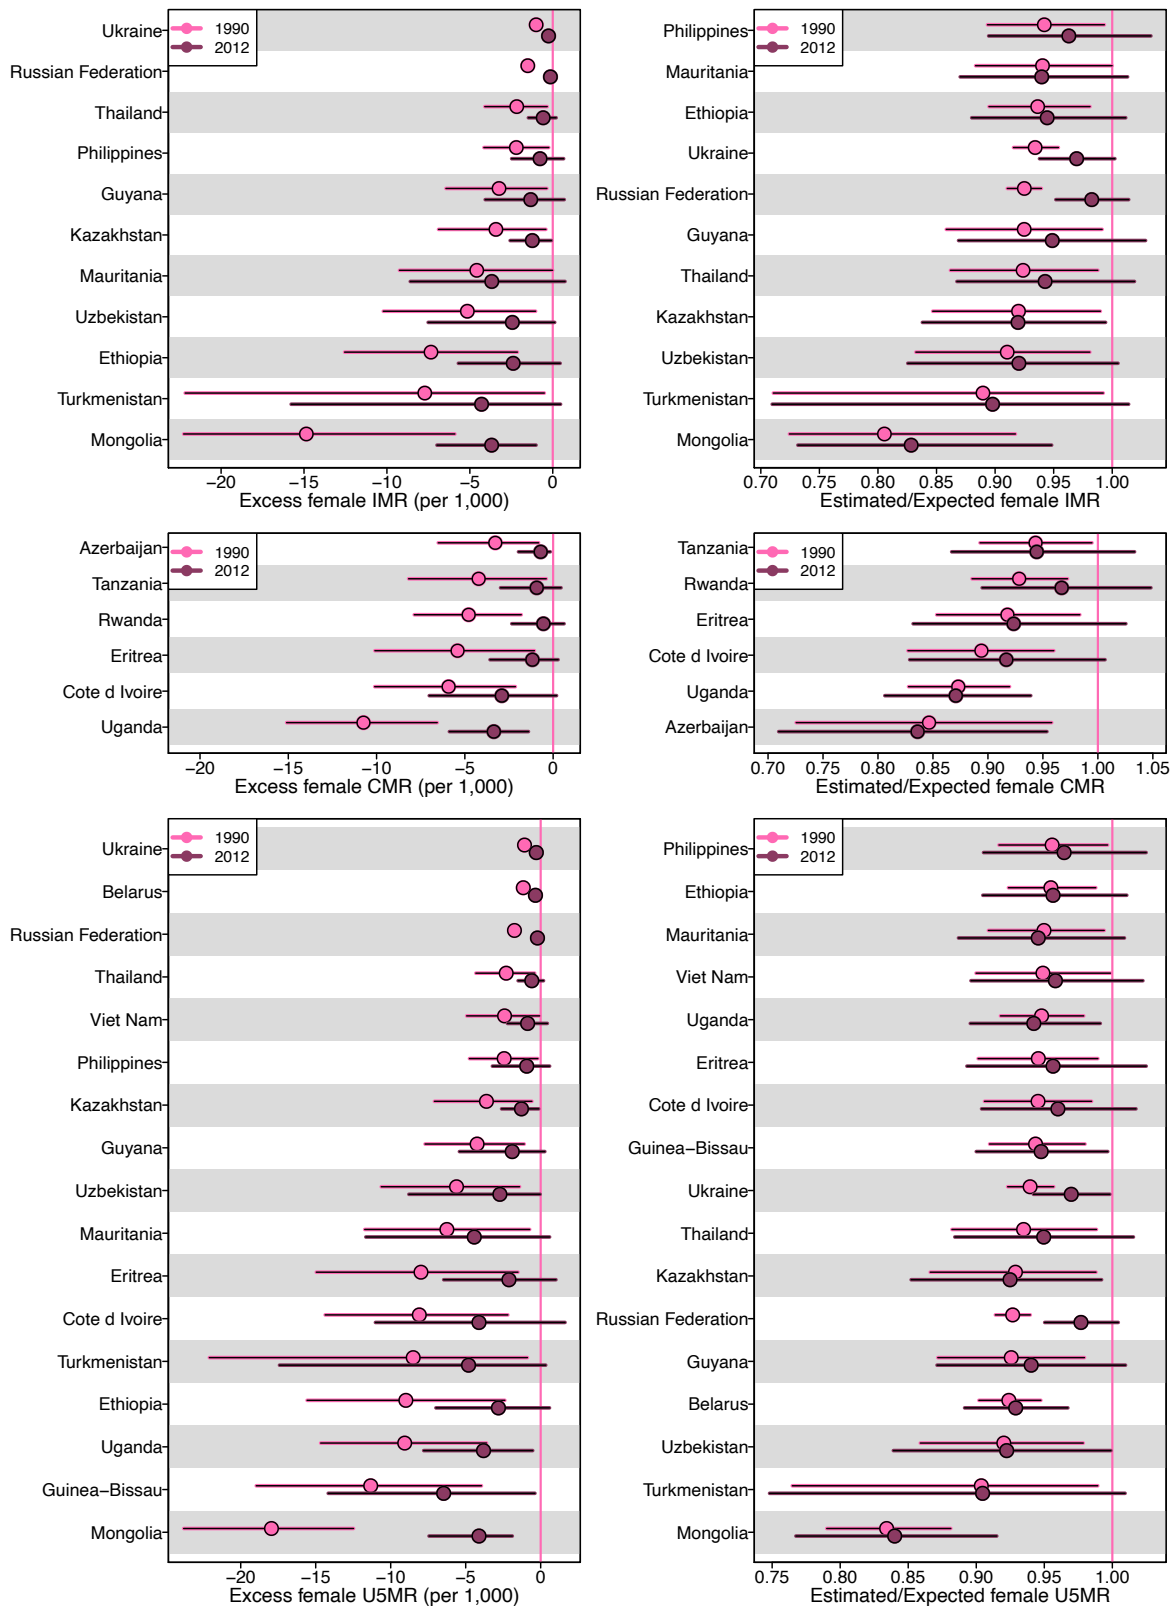 1990
2012
Ukraine
Russian Federation
Thailand
Philippines
Guyana
Kazakhstan
Mauritania
Uzbekistan
Ethiopia
Turkmenistan
Mongolia
−20 −15 −10 −5 0
Excess female IMR (per 1,000)
1990
2012
Philippines
Mauritania
Ethiopia
Ukraine
Russian Federation
Guyana
Thailand
Kazakhstan
Uzbekistan
Turkmenistan
Mongolia
0.70 0.75 0.80 0.85 0.90 0.95 1.00
Estimated/Expected female IMR
1990
2012
Azerbaijan
Tanzania
Rwanda
Eritrea
Cote d Ivoire
Uganda
−20 −15 −10 −5 0
Excess female CMR (per 1,000)
1990
2012
Tanzania
Rwanda
Eritrea
Cote d Ivoire
Uganda
Azerbaijan
0.70 0.75 0.80 0.85 0.90 0.95 1.00 1.05
Estimated/Expected female CMR
1990
2012
Ukraine
Belarus
Russian Federation
Thailand
Viet Nam
Philippines
Kazakhstan
Guyana
Uzbekistan
Mauritania
Eritrea
Cote d Ivoire
Turkmenistan
Ethiopia
Uganda
Guinea−Bissau
Mongolia
−20 −15 −10 −5 0
Excess female U5MR (per 1,000)
1990
2012
Philippines
Ethiopia
Mauritania
Viet Nam
Uganda
Eritrea
Cote d Ivoire
Guinea−Bissau
Ukraine
Thailand
Kazakhstan
Russian Federation
Guyana
Belarus
Uzbekistan
Turkmenistan
Mongolia
0.75 0.80 0.85 0.90 0.95 1.00
Estimated/Expected female U5MR